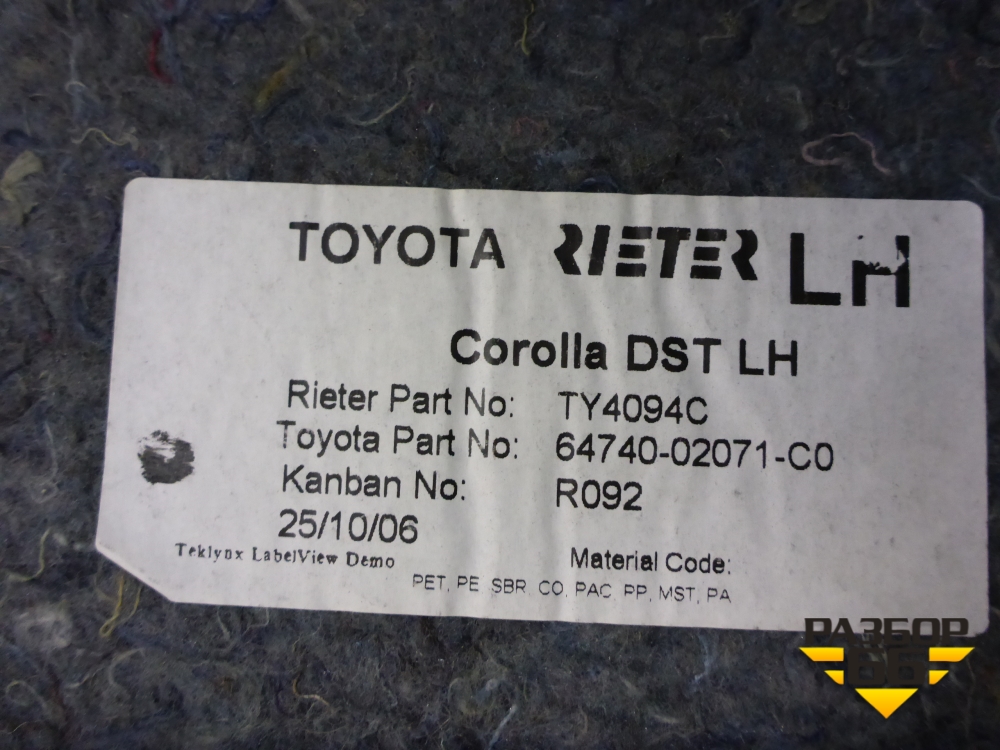 TOYOTA RIETER LH
Corolla DST LH
Rieter Part No: TY4094C
Toyota Part No: 64740-02071-C0
Kanban No: R092
25/10/06
Teklynx LabelView Demo
Material Code:
PET, PE, SBR, CO, PAC, PP, MST, PA
РАЗБОР
66